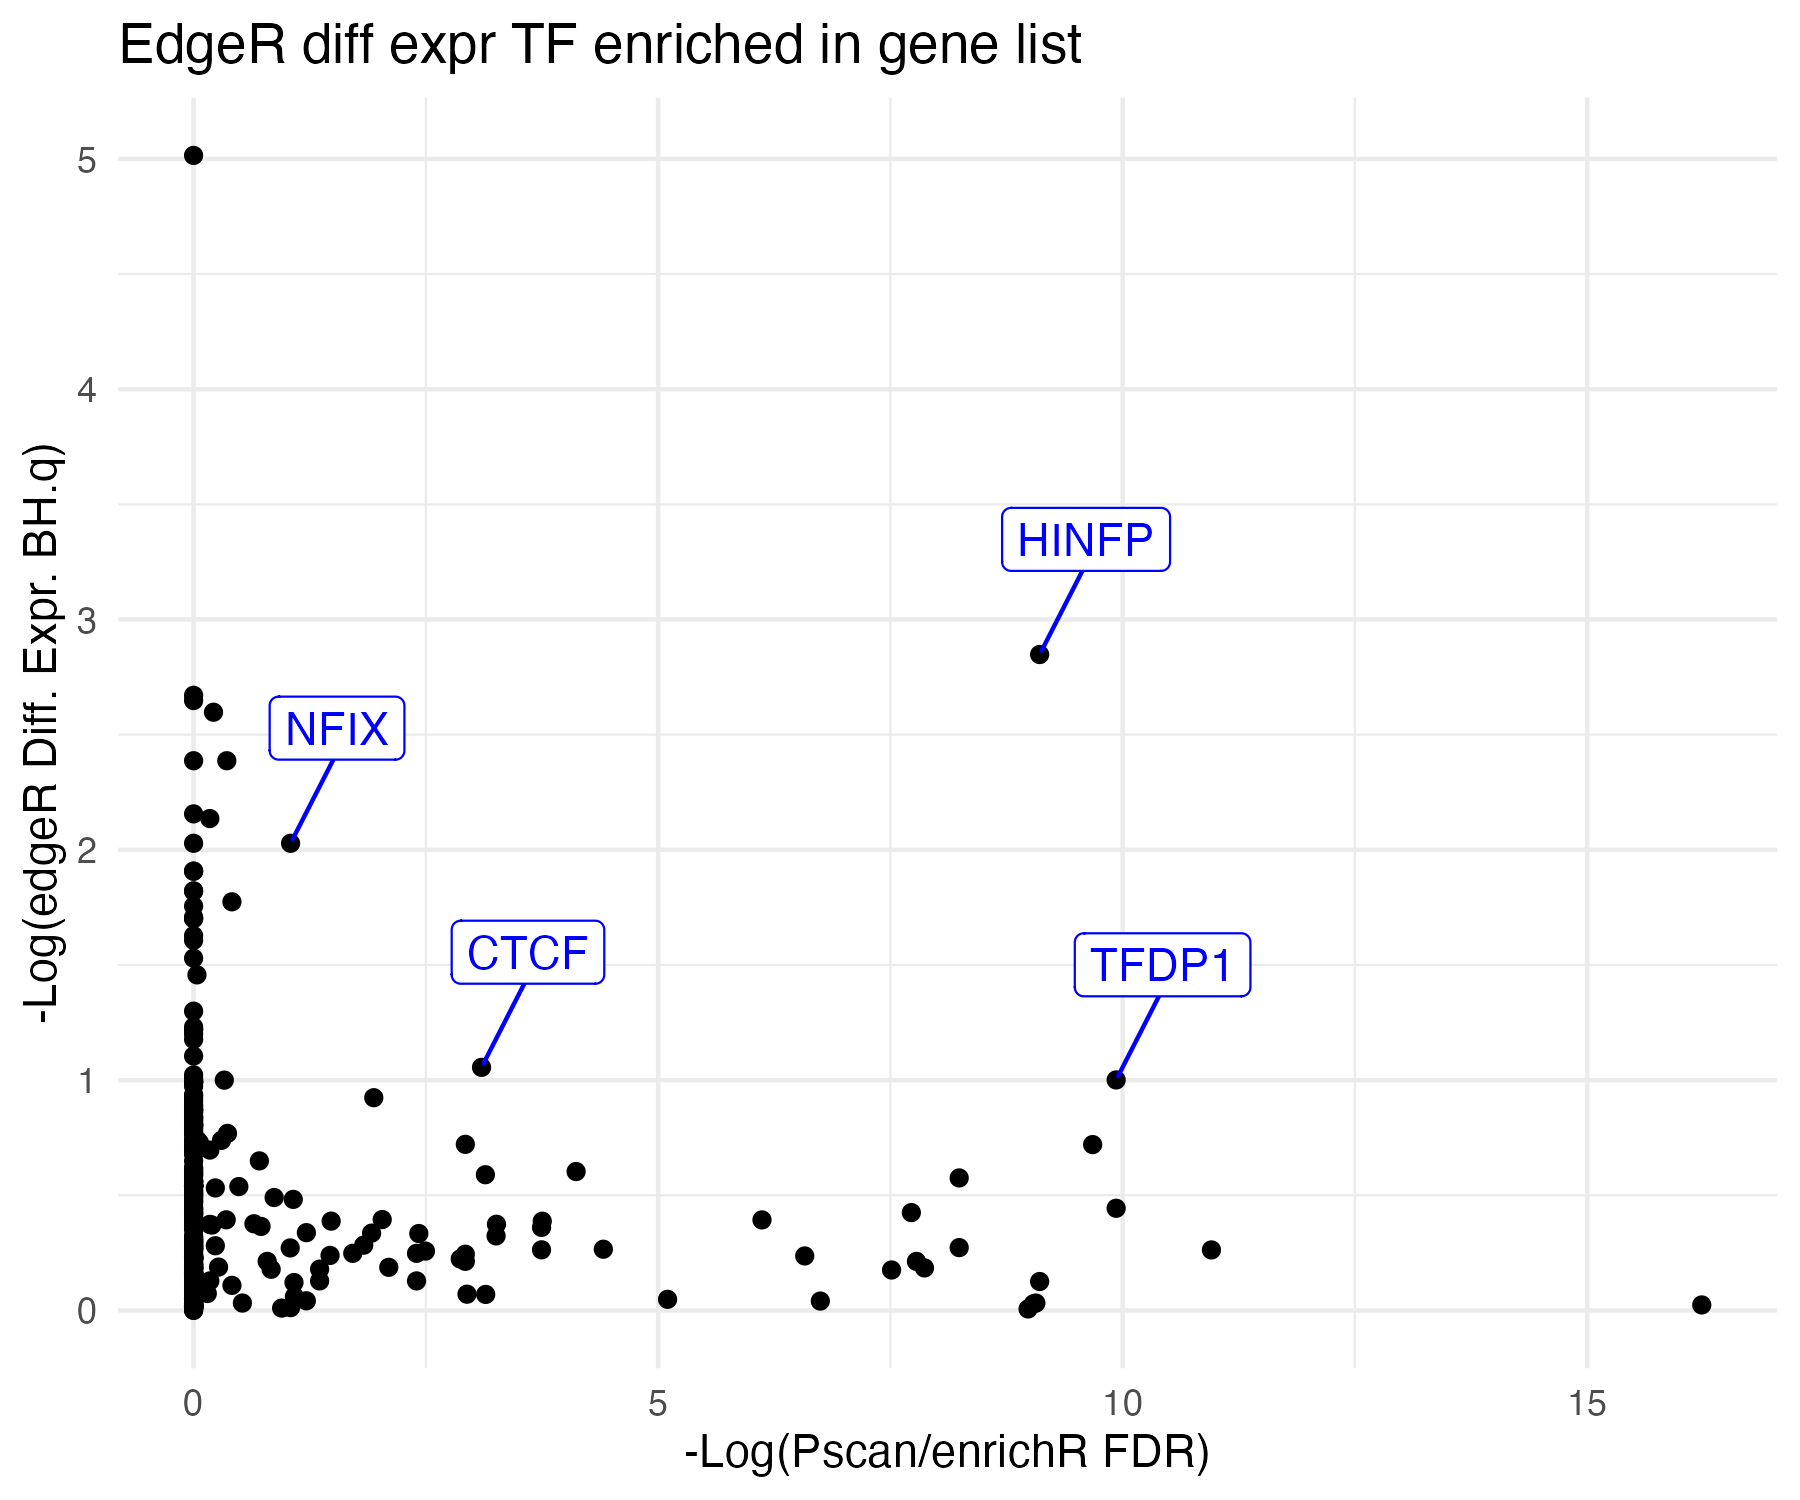 EdgeR diff expr TF enriched in gene list
-Log(edgeR Diff. Expr. BH.q)
5
4
3
2
1
0
HINFP
NFIX
CTCF
TFDP1
0
5
10
15
-Log(Pscan/enrichR FDR)